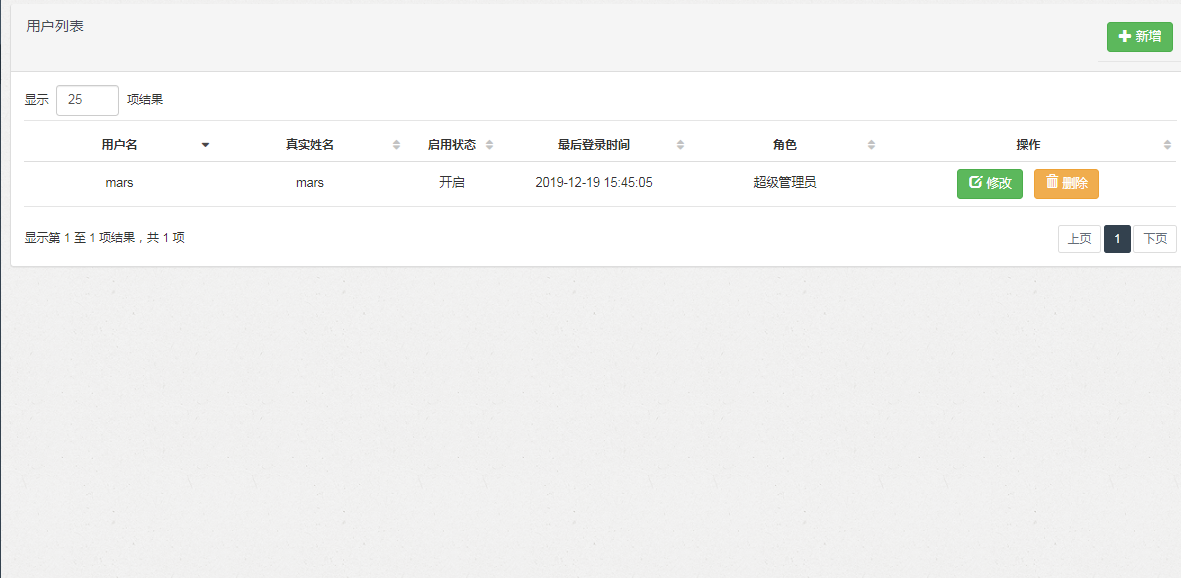 用户列表
新增
显示 25 项结果
用户名 真实姓名 启用状态 最后登录时间 角色 操作
mars mars 开启 2019-12-19 15:45:05 超级管理员 修改 删除
显示第 1 至 1 项结果，共 1 项 上页 1 下页